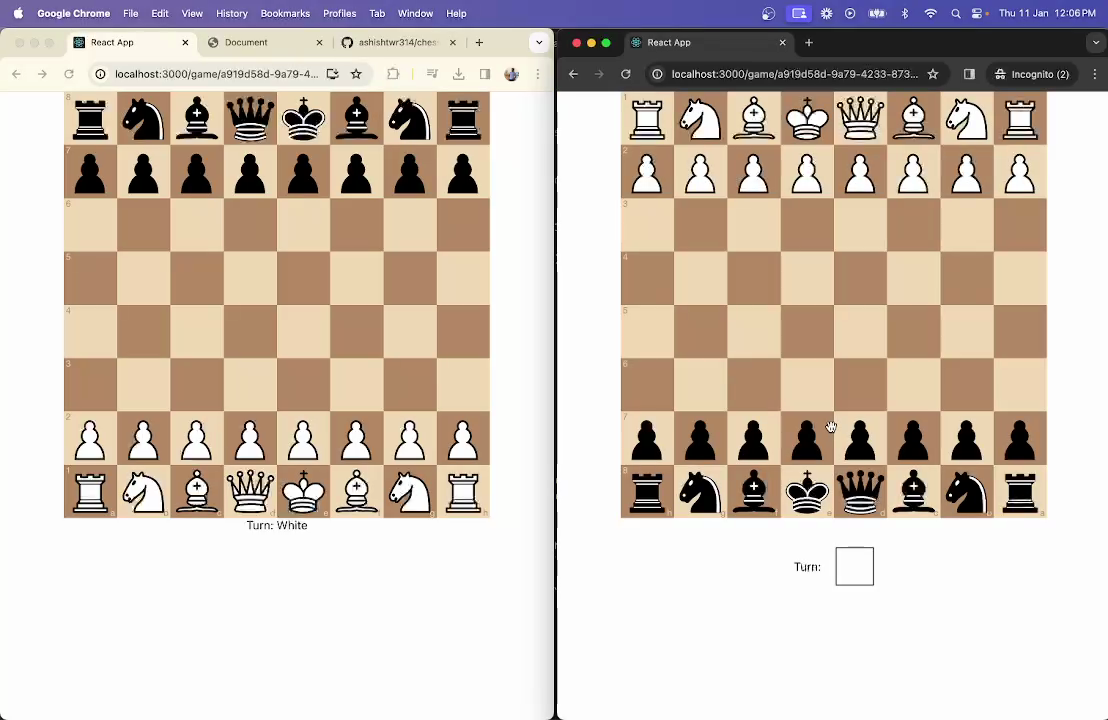 Google Chrome File Edit View History Bookmarks Profiles Tab Window Help Thu 11 Jan 12:06 PM
React App Document ashishtwr314/ches
localhost:3000/game/a919d58d-9a79-4...
8
7
6
5
4
3
2
1
Turn: White
React App
localhost:3000/game/a919d58d-9a79-4233-873... Incognito (2)
1
2
3
4
5
6
7
8
Turn: